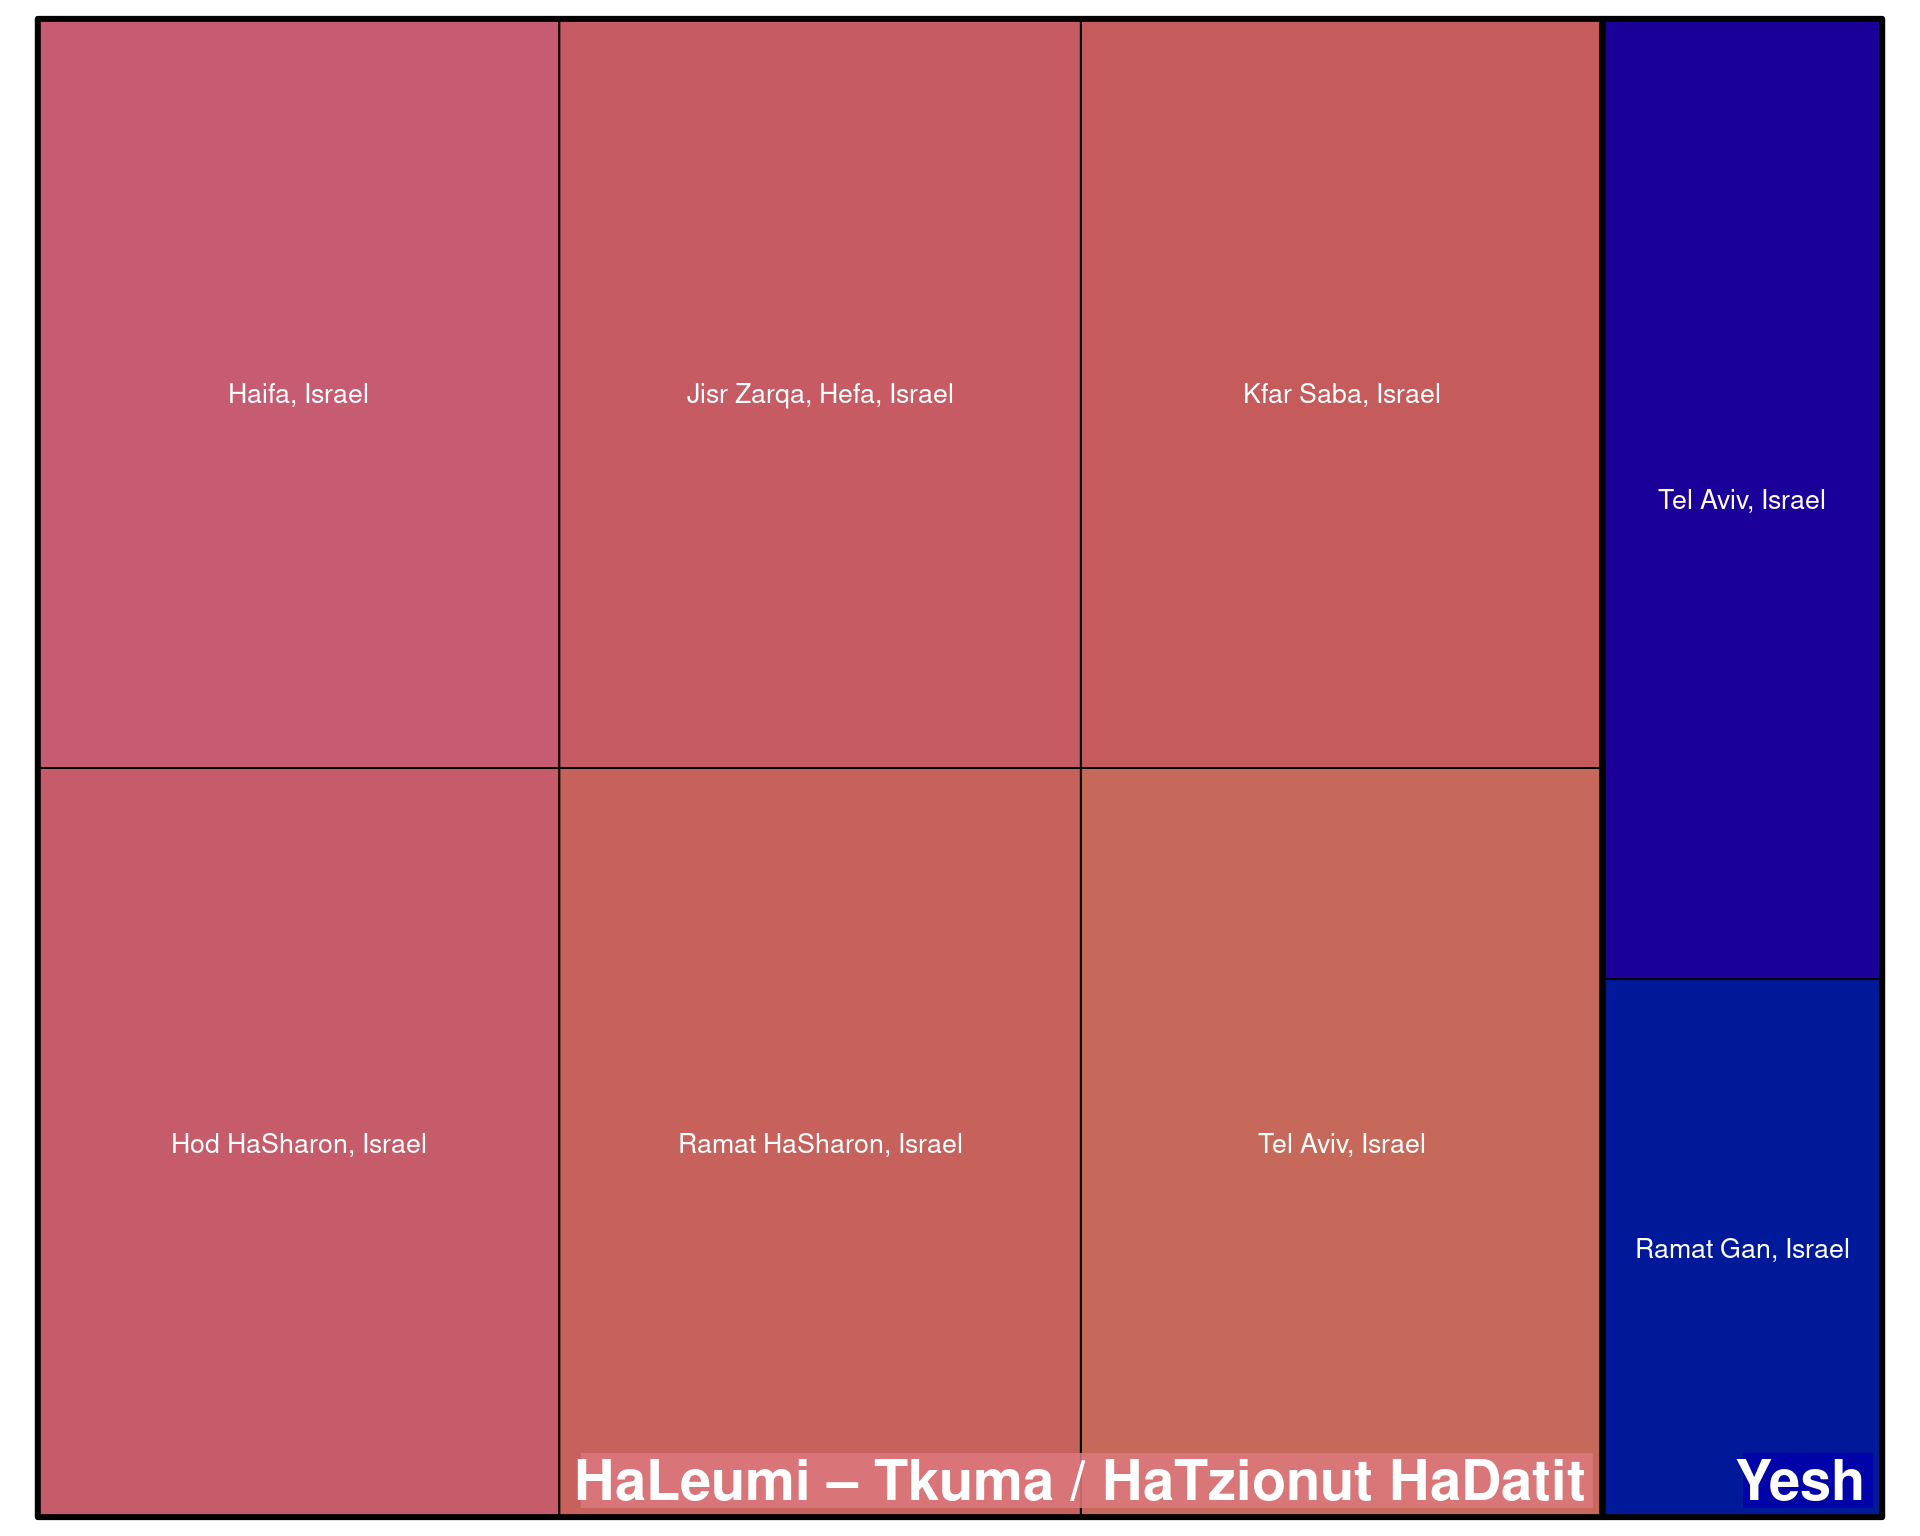 Haifa, Israel
Jisr Zarqa, Hefa, Israel
Kfar Saba, Israel
Tel Aviv, Israel
Hod HaSharon, Israel
Ramat HaSharon, Israel
Tel Aviv, Israel
Ramat Gan, Israel
HaLeumi – Tkuma / HaTzionut HaDatit
Yesh